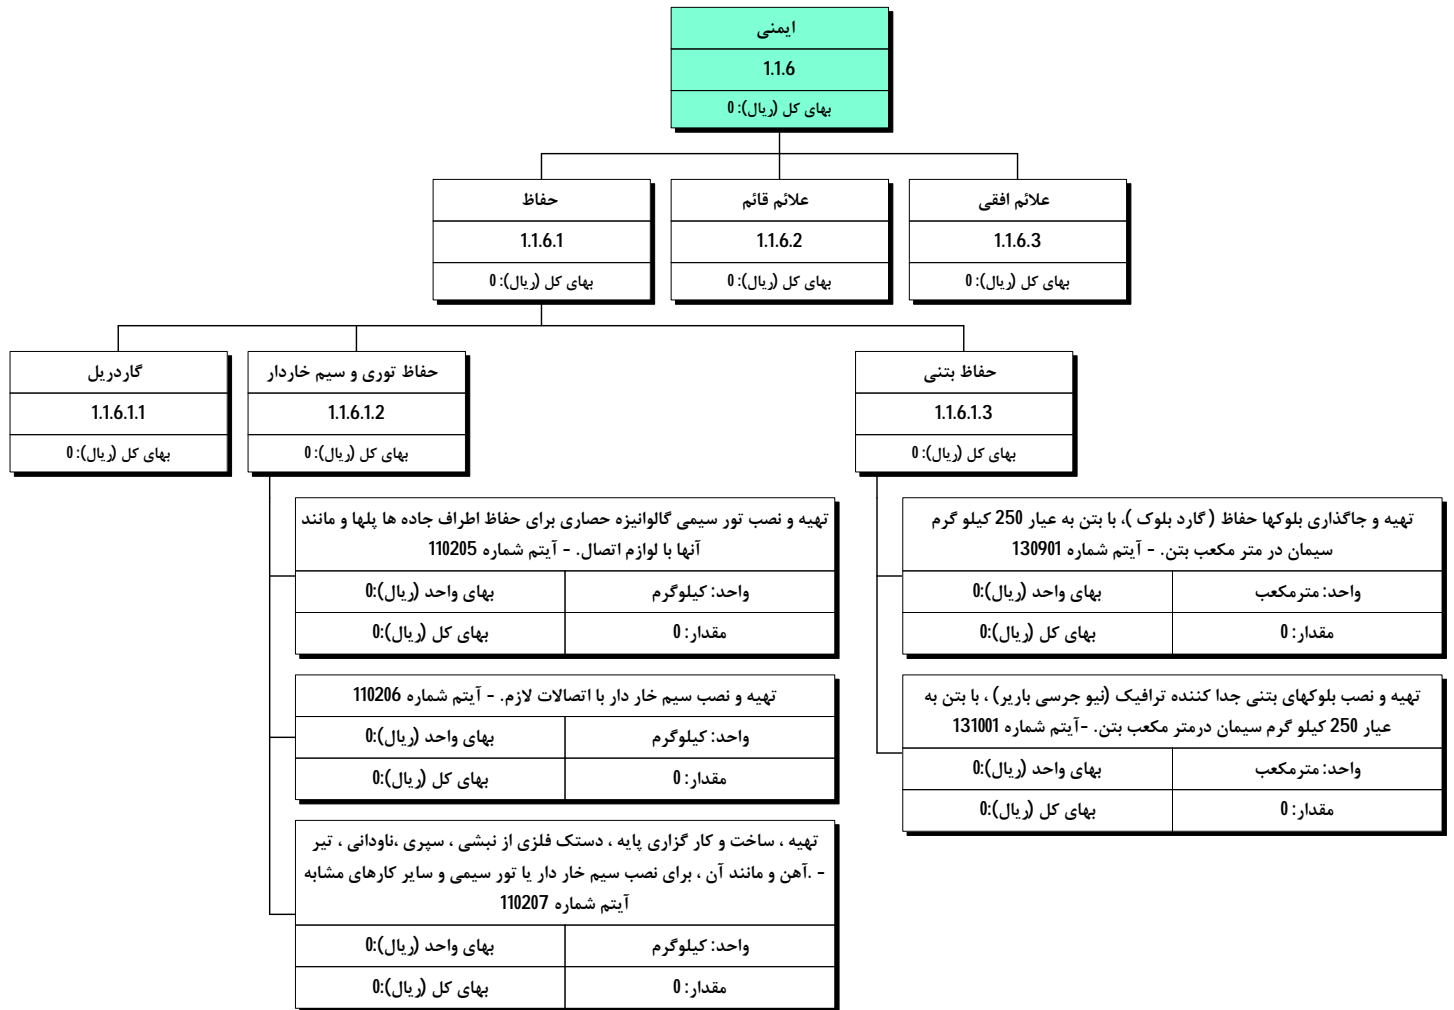 ایمنی
1.1.6
بهای کل (ریال): 0
حفاظ
1.1.6.1
بهای کل (ریال): 0
علائم قائم
1.1.6.2
بهای کل (ریال): 0
علائم افقی
1.1.6.3
بهای کل (ریال): 0
گاردریل
1.1.6.1.1
بهای کل (ریال): 0
حفاظ توری و سیم خاردار
1.1.6.1.2
بهای کل (ریال): 0
حفاظ بتنی
1.1.6.1.3
بهای کل (ریال): 0
تهیه و نصب تور سیمی گالوانیزه حصاری برای حفاظ اطراف جاده ها پلها و مانند
آنها با لوازم اتصال. - آیتم شماره 110205
واحد: کیلوگرم
بهای واحد (ریال):0
مقدار: 0
بهای کل (ریال):0
تهیه و نصب سیم خار دار با اتصالات لازم. - آیتم شماره 110206
واحد: کیلوگرم
بهای واحد (ریال):0
مقدار: 0
بهای کل (ریال):0
تهیه ، ساخت و کار گزاری پایه ، دستک فلزی از نبشی ، سپری ،ناودانی ، تیر
- .آهن و مانند آن ، برای نصب سیم خار دار یا تور سیمی و سایر کارهای مشابه
آیتم شماره 110207
واحد: کیلوگرم
بهای واحد (ریال):0
مقدار: 0
بهای کل (ریال):0
تهیه و جاگذاری بلوکها حفاظ ( گارد بلوک )، با بتن به عیار 250 کیلو گرم
سیمان در متر مکعب بتن. - آیتم شماره 130901
واحد: مترمکعب
بهای واحد (ریال):0
مقدار: 0
بهای کل (ریال):0
تهیه و نصب بلوکهای بتنی جدا کننده ترافیک (نیو جرسی باریر) ، با بتن به
عیار 250 کیلو گرم سیمان درمتر مکعب بتن. -آیتم شماره 131001
واحد: مترمکعب
بهای واحد (ریال):0
مقدار: 0
بهای کل (ریال):0